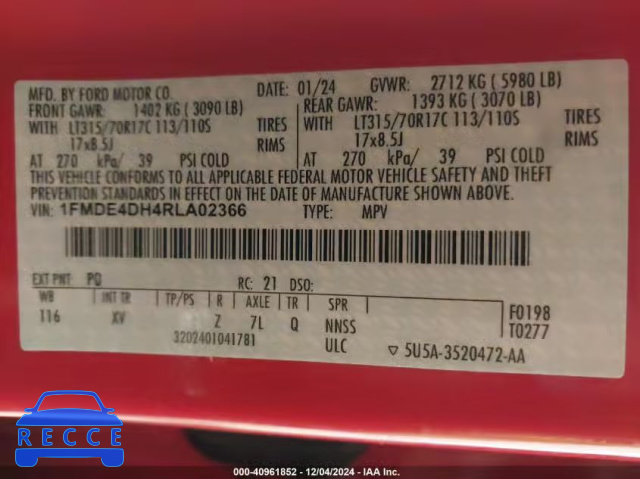 MFD. BY FORD MOTOR CO. DATE: 01/24 GVWR: 2712 KG ( 5980 LB)
FRONT GAWR: 1402 KG ( 3090 LB) REAR GAWR: 1393 KG ( 3070 LB)
WITH LT315/70R17C 113/110S TIRES WITH LT315/70R17C 113/110S TIRES
17x8.5J RIMS 17x8.5J RIMS
AT 270 kPa/ 39 PSI COLD AT 270 kPa/ 39 PSI COLD
THIS VEHICLE CONFORMS TO ALL APPLICABLE FEDERAL MOTOR VEHICLE SAFETY AND THEFT
PREVENTION STANDARDS IN EFFECT ON THE DATE OF MANUFACTURE SHOWN ABOVE.
VIN: 1FMDE4DH4RLA02366 TYPE: MPV
EXT PNT PQ RC: 21 DSO:
WB INT TR TP/PS R AXLE TR SPR F0198
116 XV Z 7L Q NNSS T0277
3202401041781 ULC ▽ 5U5A-3520472-AA
RECCE
000-40961852 - 12/04/2024 - IAA Inc.